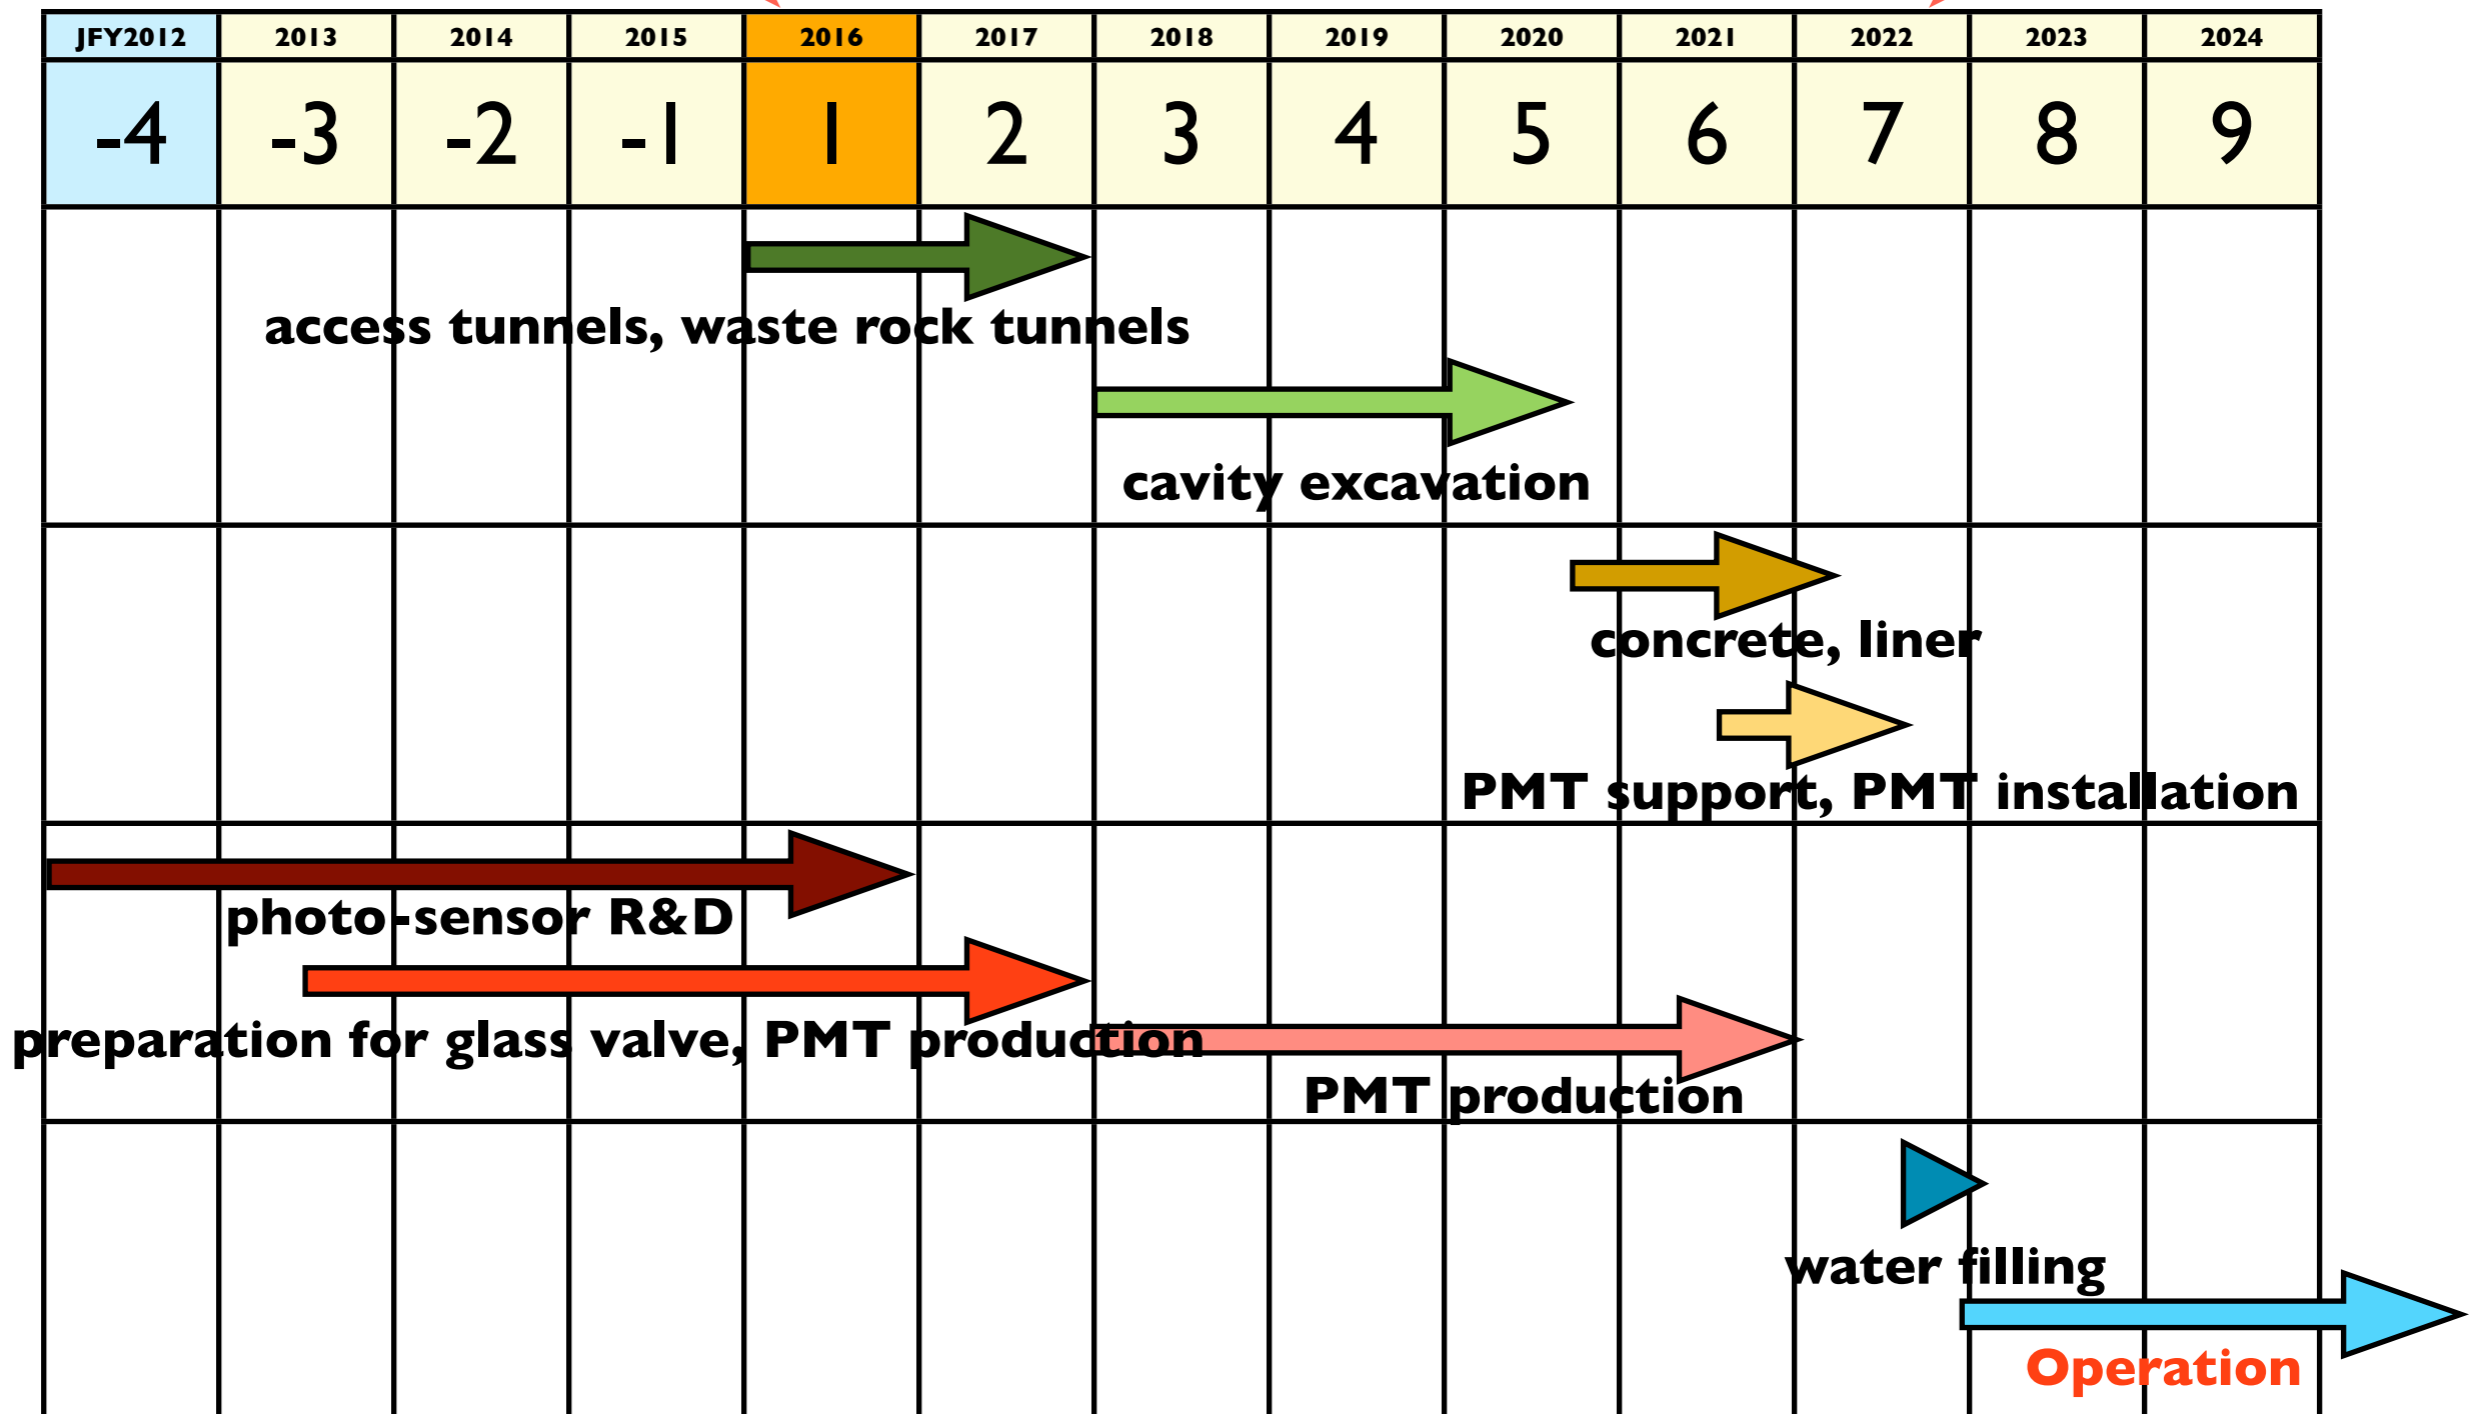 JFY2012 2013 2014 2015 2016 2017 2018 2019 2020 2021 2022 2023 2024
-4 -3 -2 -1 1 2 3 4 5 6 7 8 9
access tunnels, waste rock tunnels
cavity excavation
concrete, liner
PMT support, PMT installation
photo-sensor R&D
preparation for glass valve, PMT production
PMT production
water filling
Operation